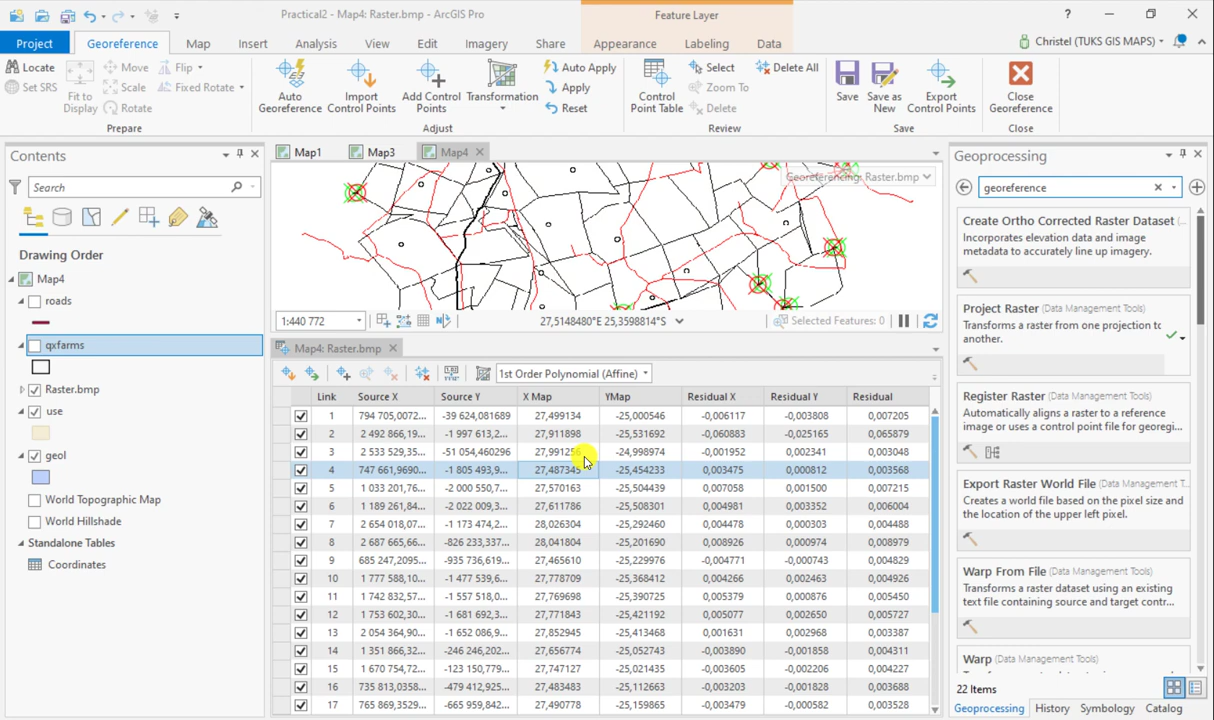 Practical2 - Map4: Raster.bmp - ArcGIS Pro
Feature Layer
?
Project
Georeference
Map
Insert
Analysis
View
Edit
Imagery
Share
Appearance
Labeling
Data
Christel (TUKS GIS MAPS)
Locate
Set SRS
Fit to Display
Move
Scale
Rotate
Flip
Fixed Rotate
Prepare
Auto Georeference
Import Control Points
Add Control Points
Transformation
Auto Apply
Apply
Reset
Adjust
Control Point Table
Select
Zoom To
Delete
Delete All
Review
Save
Save as New
Export Control Points
Save
Close Georeference
Close
Contents
Search
Drawing Order
Map4
roads
qxfarms
Raster.bmp
use
geol
World Topographic Map
World Hillshade
Standalone Tables
Coordinates
Map1
Map3
Map4
Georeferencing: Raster.bmp
1:440 772
27,5148480°E 25,3598814°S
Selected Features: 0
Map4: Raster.bmp
1st Order Polynomial (Affine)
Link Source X Source Y X Map YMap Residual X Residual Y Residual
1 794 705,0072... -39 624,081689 27,499134 -25,000546 -0,006117 -0,003808 0,007205
2 2 492 866,19... -1 997 613,2... 27,911898 -25,531692 -0,060883 -0,025165 0,065879
3 2 533 529,35... -51 054,460296 27,991256 -24,998974 -0,001952 0,002341 0,003048
4 747 661,9690... -1 805 493,9... 27,487345 -25,454233 0,003475 0,000812 0,003568
5 1 033 201,76... -2 000 550,7... 27,570163 -25,504439 0,007058 0,001500 0,007215
6 1 189 261,84... -2 022 009,3... 27,611786 -25,508301 0,004981 0,003352 0,006004
7 2 654 018,07... -1 173 474,2... 28,026304 -25,292460 0,004478 0,000303 0,004488
8 2 687 665,66... -826 233,337... 28,041804 -25,201690 0,008926 0,000974 0,008979
9 685 247,2095... -935 736,619... 27,465610 -25,229976 -0,004771 -0,000743 0,004829
10 1 777 588,10... -1 477 539,6... 27,778709 -25,368412 0,004266 0,002463 0,004926
11 1 742 832,57... -1 557 518,0... 27,769698 -25,390725 0,005379 0,000876 0,005450
12 1 753 602,30... -1 681 692,3... 27,771843 -25,421192 0,005077 0,002650 0,005727
13 2 054 364,90... -1 652 086,9... 27,852945 -25,413468 0,001631 0,002968 0,003387
14 1 351 866,32... -246 246,202... 27,656774 -25,052743 -0,003890 -0,001858 0,004311
15 1 670 754,72... -123 150,779... 27,747127 -25,021435 -0,003605 -0,002206 0,004227
16 735 813,0358... -479 412,925... 27,483483 -25,112663 -0,003203 -0,001828 0,003688
17 765 869,3529... -665 959,842... 27,490778 -25,159865 -0,003479 -0,000582 0,003528
Geoprocessing
georeference
Create Ortho Corrected Raster Dataset (...
Incorporates elevation data and image
metadata to accurately line up imagery.
Project Raster (Data Management Tools)
Transforms a raster from one projection to
another.
Register Raster (Data Management Tools)
Automatically aligns a raster to a reference
image or uses a control point file for georegi...
Export Raster World File (Data Management T...
Creates a world file based on the pixel size and
the location of the upper left pixel.
Warp From File (Data Management Tools)
Transforms a raster dataset using an existing
text file containing source and target contr...
Warp (Data Management Tools)
22 Items
Geoprocessing
History
Symbology
Catalog